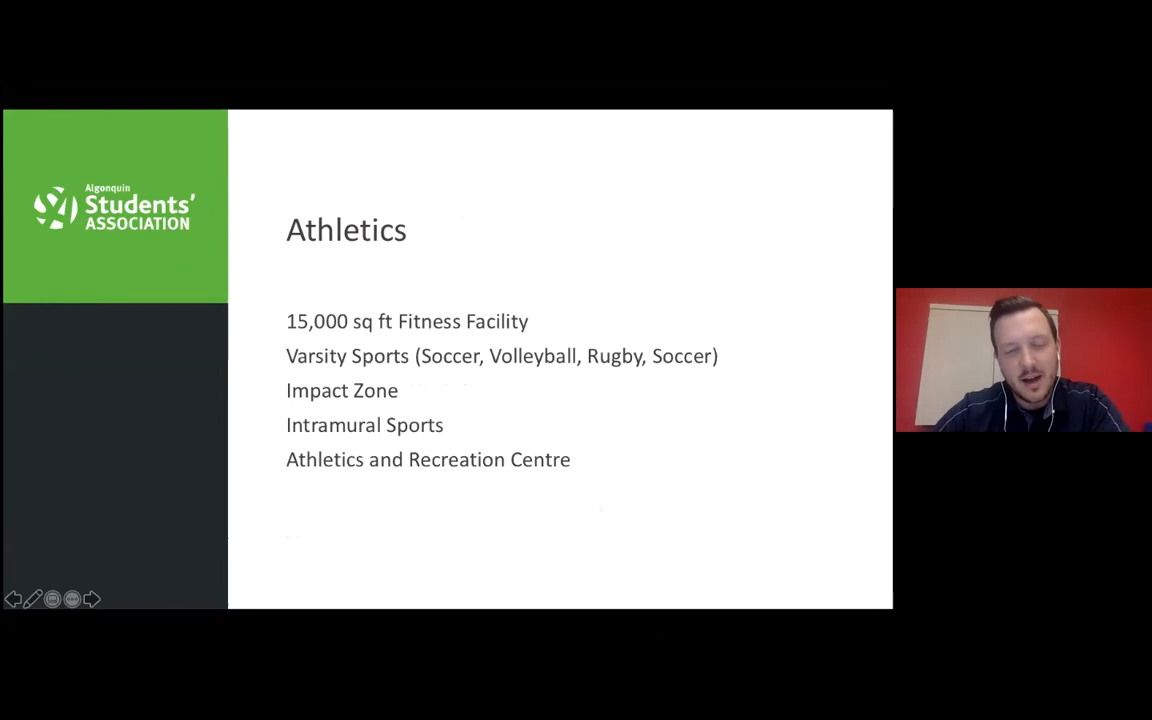 Algonquin
Students'
ASSOCIATION
Athletics
15,000 sq ft Fitness Facility
Varsity Sports (Soccer, Volleyball, Rugby, Soccer)
Impact Zone
Intramural Sports
Athletics and Recreation Centre